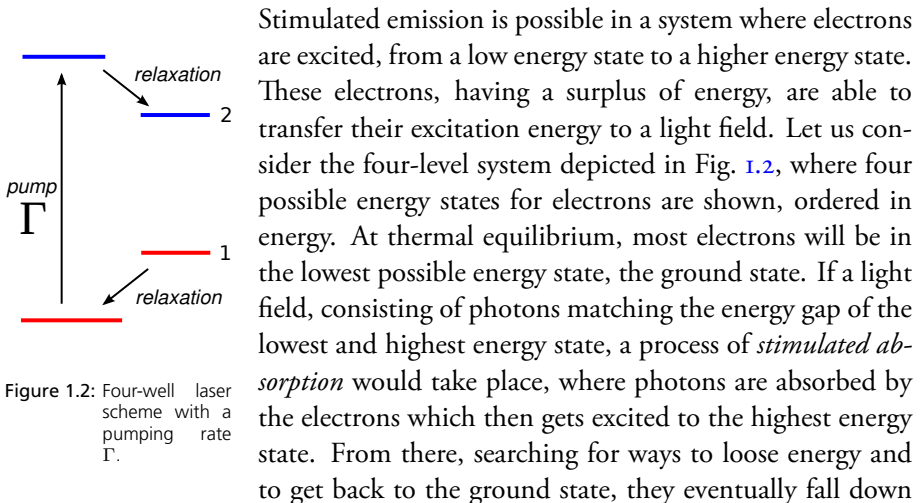 relaxation
2
pump
Γ
1
relaxation
Figure 1.2: Four-well laser
scheme with a
pumping rate
Γ.
Stimulated emission is possible in a system where electrons
are excited, from a low energy state to a higher energy state.
These electrons, having a surplus of energy, are able to
transfer their excitation energy to a light field. Let us con-
sider the four-level system depicted in Fig. 1.2, where four
possible energy states for electrons are shown, ordered in
energy. At thermal equilibrium, most electrons will be in
the lowest possible energy state, the ground state. If a light
field, consisting of photons matching the energy gap of the
lowest and highest energy state, a process of stimulated ab-
sorption would take place, where photons are absorbed by
the electrons which then gets excited to the highest energy
state. From there, searching for ways to loose energy and
to get back to the ground state, they eventually fall down